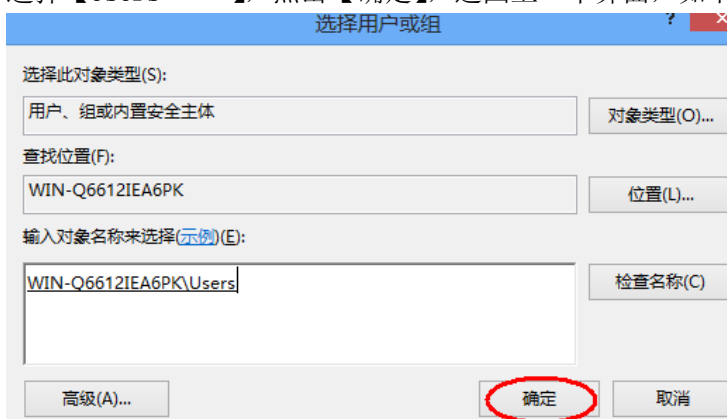 选择用户或组
?
选择此对象类型(S):
用户、组或内置安全主体
对象类型(O)...
查找位置(F):
WIN-Q6612IEA6PK
位置(L)...
输入对象名称来选择(示例)(E):
WIN-Q6612IEA6PK\Users
检查名称(C)
高级(A)...
确定
取消